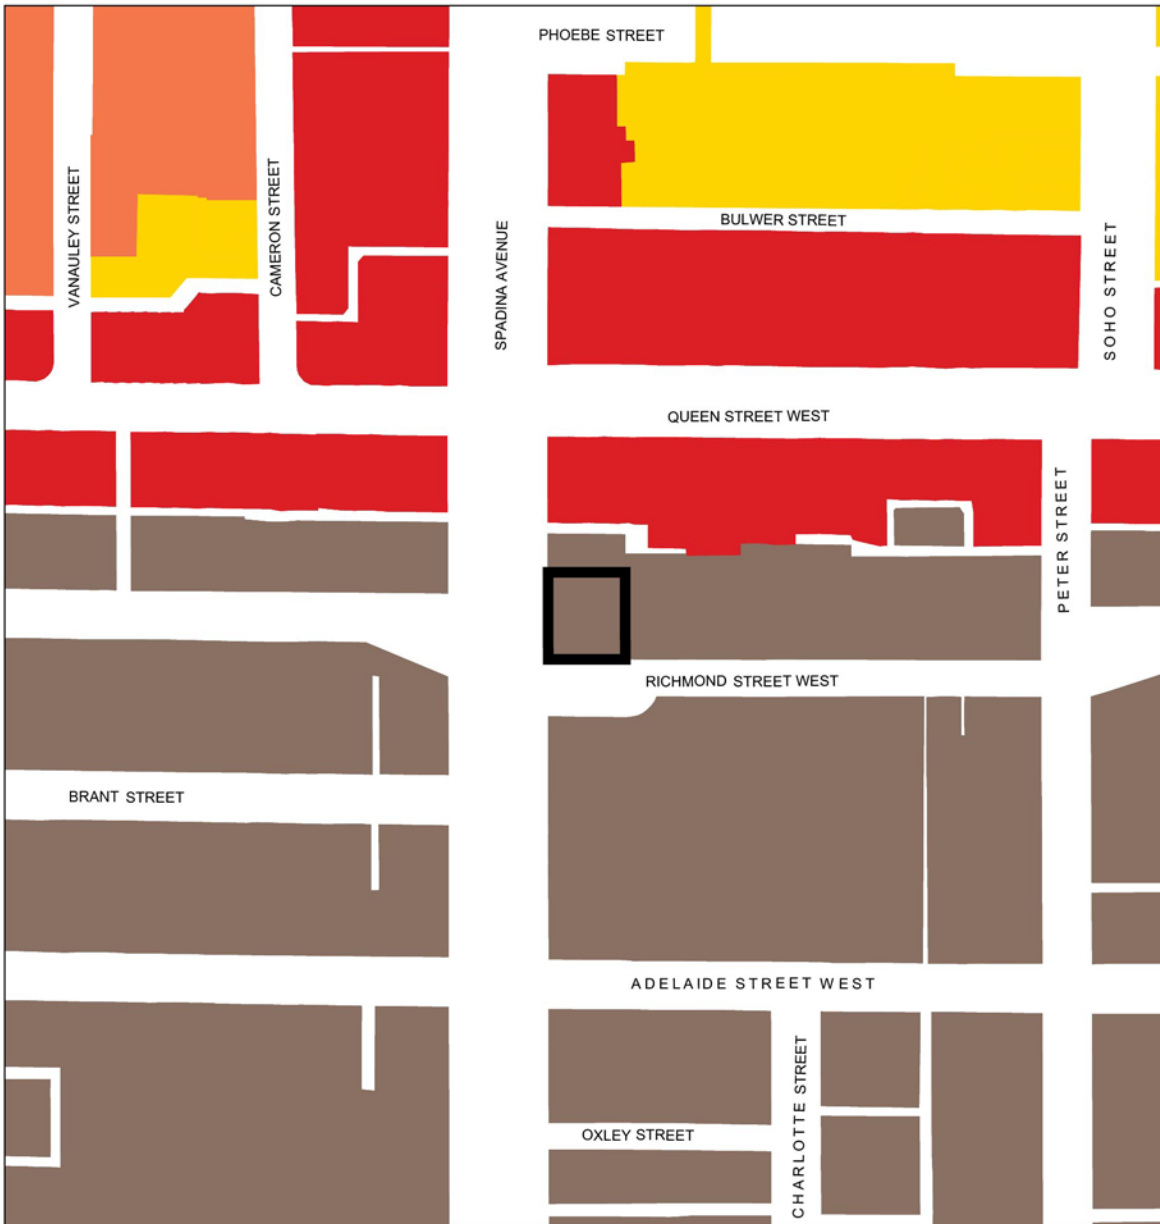 PHOEBE STREET
BULWER STREET
VANAULEY STREET
CAMERON STREET
SPADINA AVENUE
SOHO STREET
QUEEN STREET WEST
PETER STREET
RICHMOND STREET WEST
BRANT STREET
ADELAIDE STREET WEST
CHARLOTTE STREET
OXLEY STREET